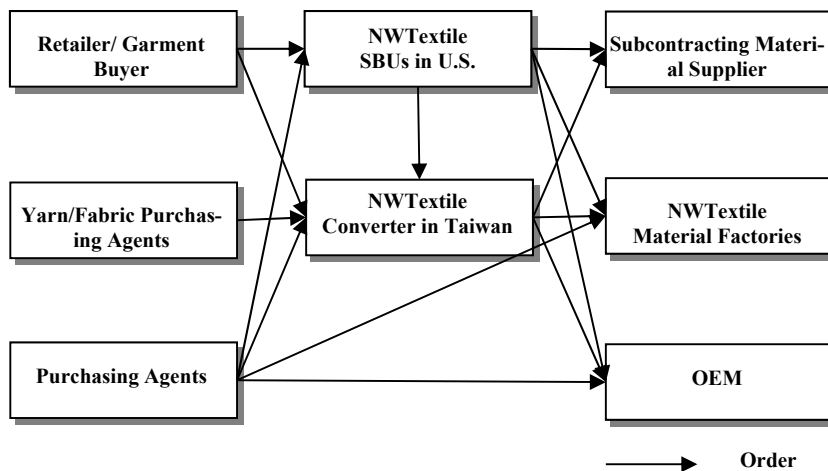 Retailer/ Garment
Buyer
NWTextile
SBUs in U.S.
Subcontracting Materi-
al Supplier
Yarn/Fabric Purchas-
ing Agents
NWTextile
Converter in Taiwan
NWTextile
Material Factories
Purchasing Agents
OEM
Order